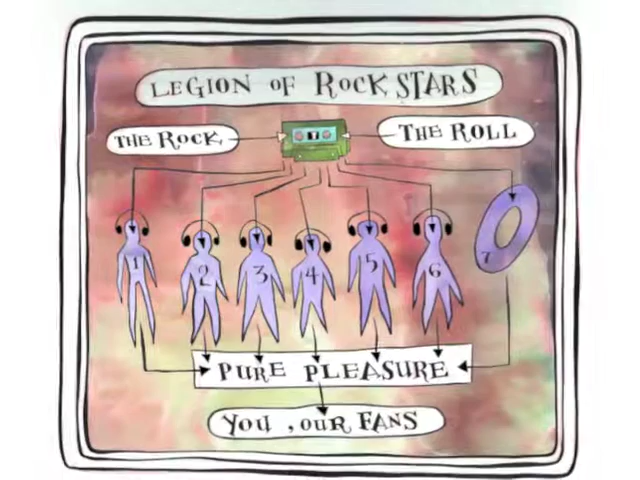 LEGION OF ROCK STARS
THE ROCK
THE ROLL
1
2
3
4
5
6
7
PURE PLEASURE
YOU, OUR FANS